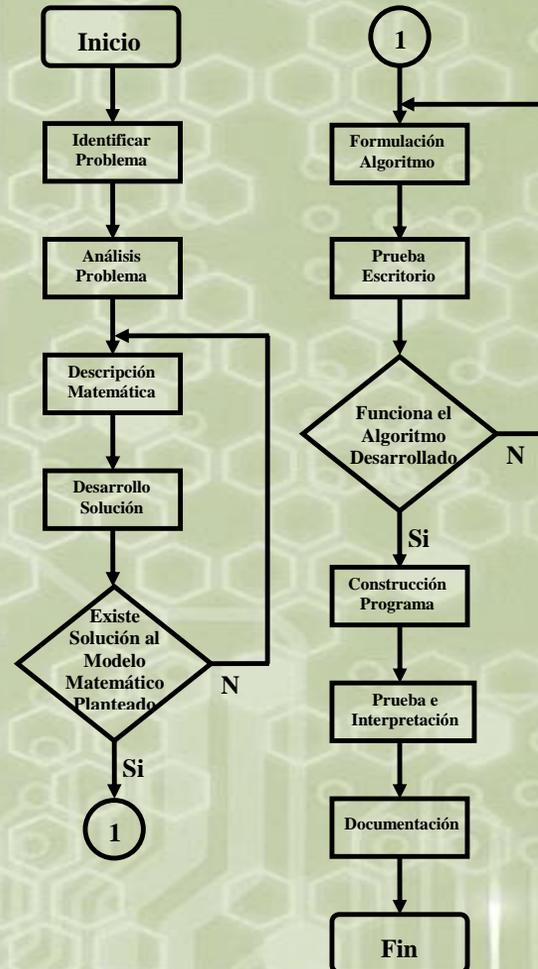 Inicio
Identificar
Problema
Análisis
Problema
Descripción
Matemática
Desarrollo
Solución
Existe
Solución al
Modelo
Matemático
Planteado
N
Si
1
1
Formulación
Algoritmo
Prueba
Escritorio
Funciona el
Algoritmo
Desarrollado
N
Si
Construcción
Programa
Prueba e
Interpretación
Documentación
Fin